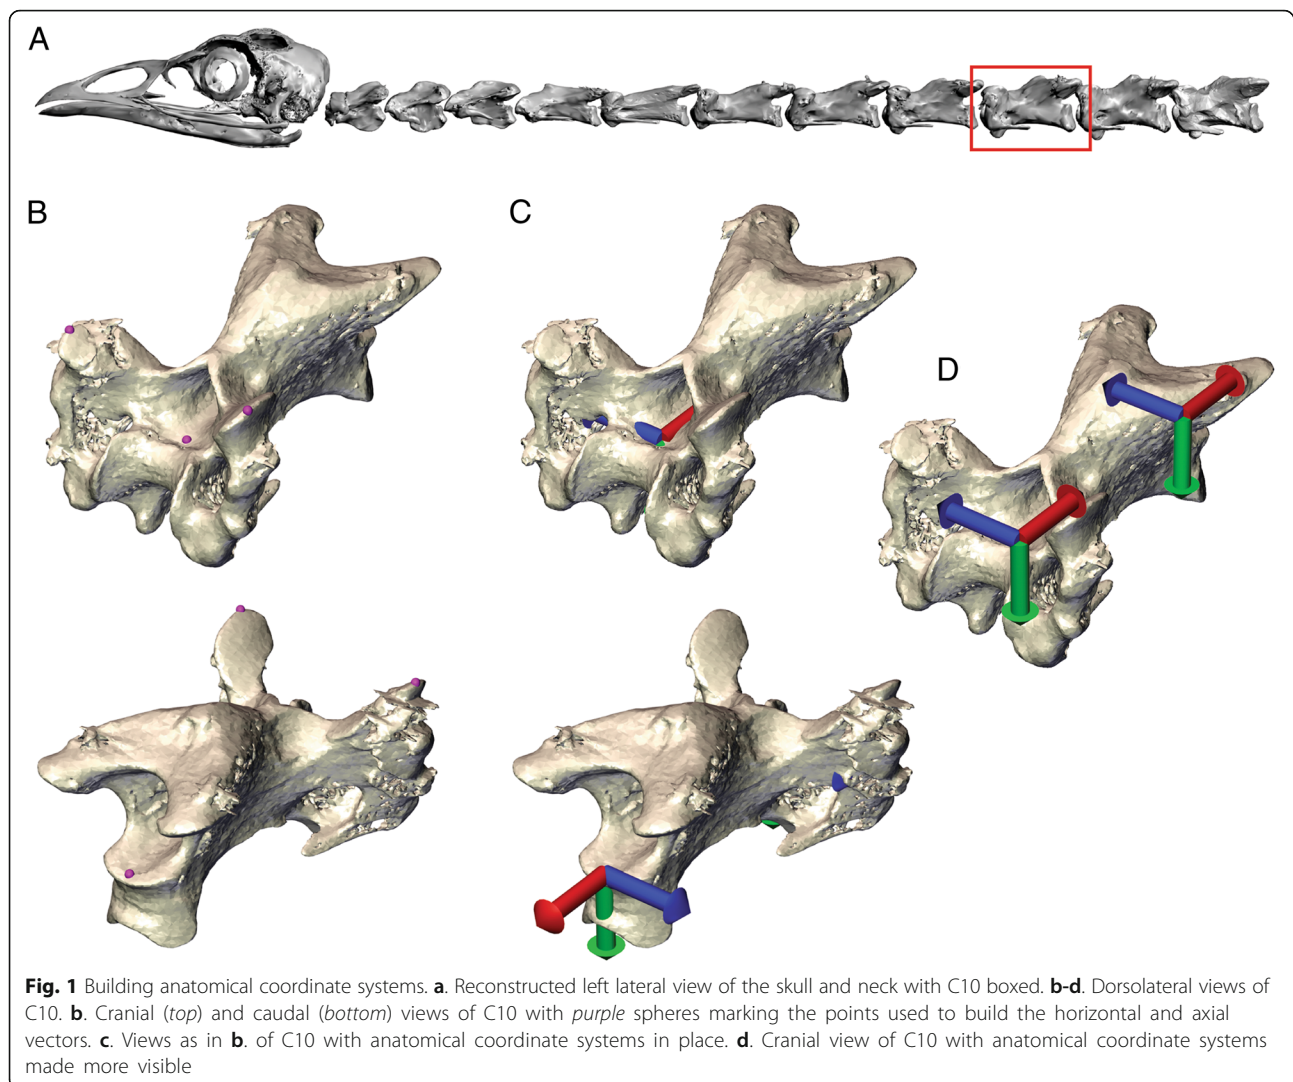 A
B
C
D
Fig. 1 Building anatomical coordinate systems. a. Reconstructed left lateral view of the skull and neck with C10 boxed. b-d. Dorsolateral views of
C10. b. Cranial (top) and caudal (bottom) views of C10 with purple spheres marking the points used to build the horizontal and axial
vectors. c. Views as in b. of C10 with anatomical coordinate systems in place. d. Cranial view of C10 with anatomical coordinate systems
made more visible